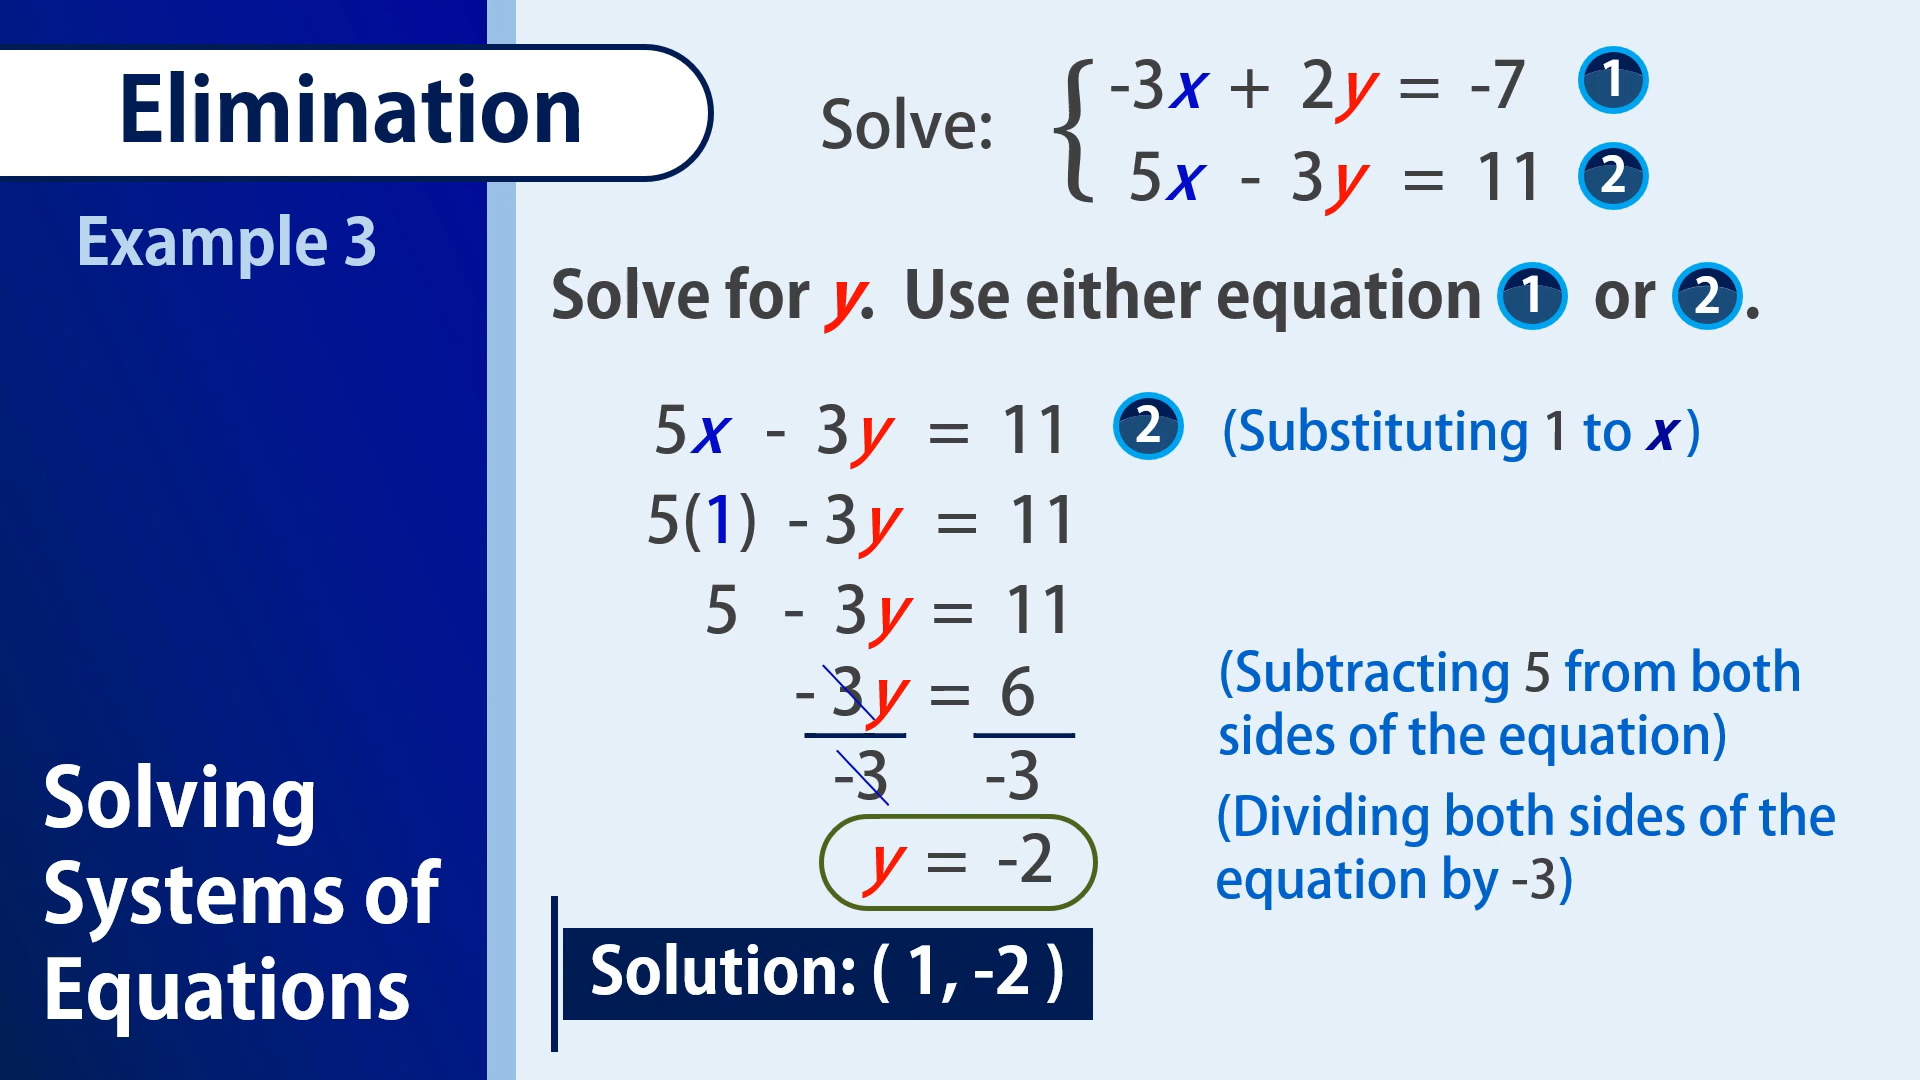 Elimination
Example 3
Solving
Systems of
Equations
Solve:
-3x + 2y = -7 1
5x - 3y = 11 2
Solve for y. Use either equation 1 or 2.
5x - 3y = 11 2 (Substituting 1 to x)
5(1) - 3y = 11
5 - 3y = 11
-3y = 6
-3 -3
(Subtracting 5 from both
sides of the equation)
(Dividing both sides of the
equation by -3)
y = -2
Solution: ( 1, -2 )